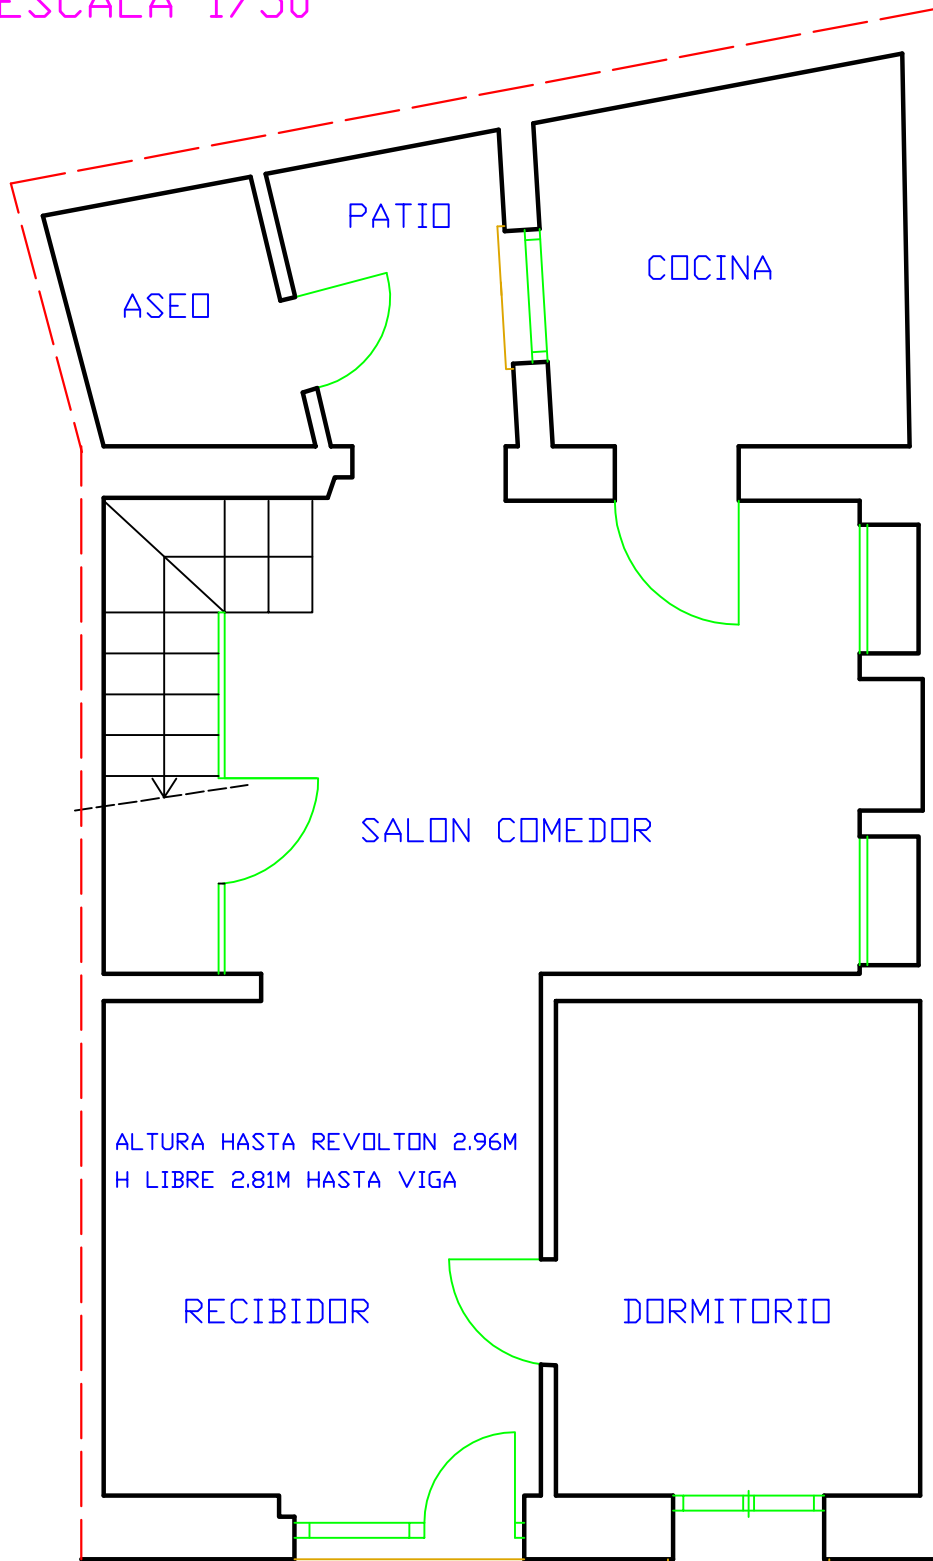 ESCALA 1/50
PATIO
COCINA
ASEO
SALON COMEDOR
ALTURA HASTA REVOLTON 2.96M
H LIBRE 2.81M HASTA VIGA
RECIBIDOR
DORMITORIO